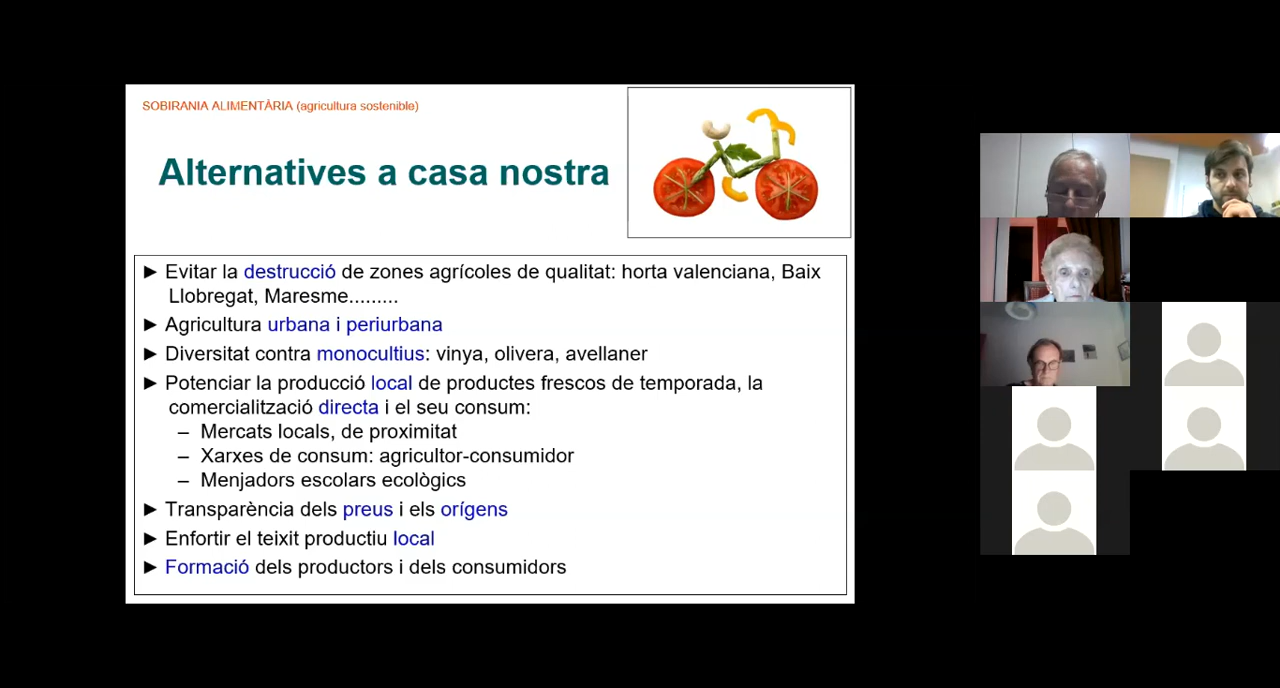 SOBIRANIA ALIMENTÀRIA (agricultura sostenible)
Alternatives a casa nostra
► Evitar la destrucció de zones agrícoles de qualitat: horta valenciana, Baix
Llobregat, Maresme.........
► Agricultura urbana i periurbana
► Diversitat contra monocultius: vinya, olivera, avellaner
► Potenciar la producció local de productes frescos de temporada, la
comercialització directa i el seu consum:
– Mercats locals, de proximitat
– Xarxes de consum: agricultor-consumidor
– Menjadors escolars ecològics
► Transparència dels preus i els orígens
► Enfortir el teixit productiu local
► Formació dels productors i dels consumidors